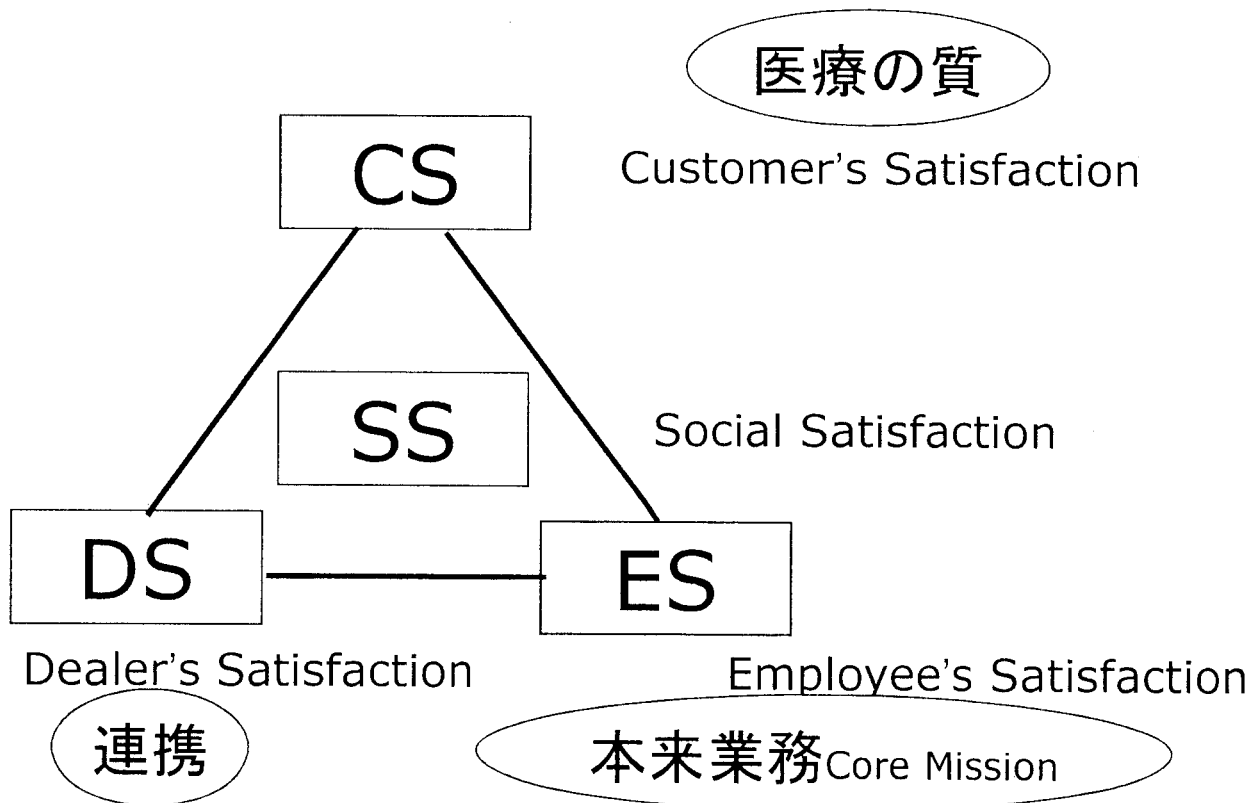 医療の質
CS
Customer's Satisfaction
SS
Social Satisfaction
DS
ES
Dealer's Satisfaction
Employee's Satisfaction
連携
本来業務Core Mission